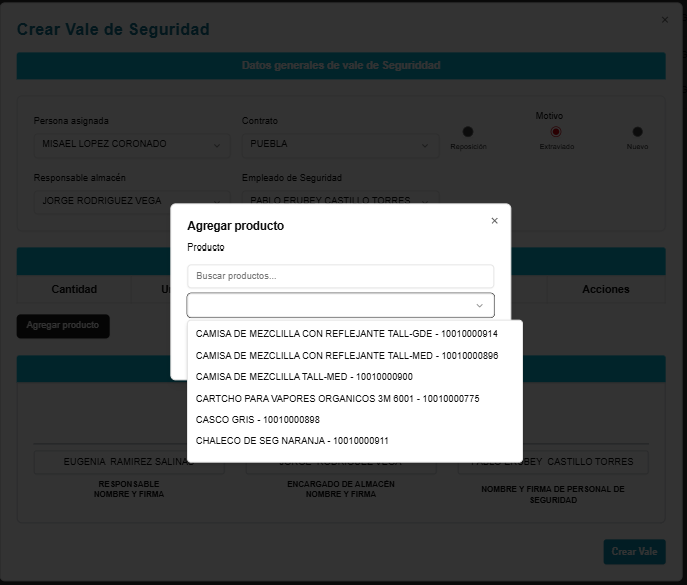 Crear Vale de Seguridad
Datos generales de vale de Seguriddad
Persona asignada
Contrato
Motivo
MISAEL LOPEZ CORONADO
PUEBLA
Reposición
Extraviado
Nuevo
Responsable almacén
Empleado de Seguridad
JORGE RODRIGUEZ VEGA
PABLO ERUBEY CASTILLO TORRES
Agregar producto
Producto
Buscar productos...
Cantidad
Acciones
Agregar producto
CAMISA DE MEZCLILLA CON REFLEJANTE TALL-GDE - 10010000914
CAMISA DE MEZCLILLA CON REFLEJANTE TALL-MED - 10010000896
CAMISA DE MEZCLILLA TALL-MED - 10010000900
CARTCHO PARA VAPORES ORGANICOS 3M 6001 - 10010000775
CASCO GRIS - 10010000898
CHALECO DE SEG NARANJA - 10010000911
EUGENIA RAMIREZ SALINAS
JORGE RODRIGUEZ VEGA
PABLO ERUBEY CASTILLO TORRES
RESPONSABLE
NOMBRE Y FIRMA
ENCARGADO DE ALMACÉN
NOMBRE Y FIRMA
NOMBRE Y FIRMA DE PERSONAL DE
SEGURIDAD
Crear Vale